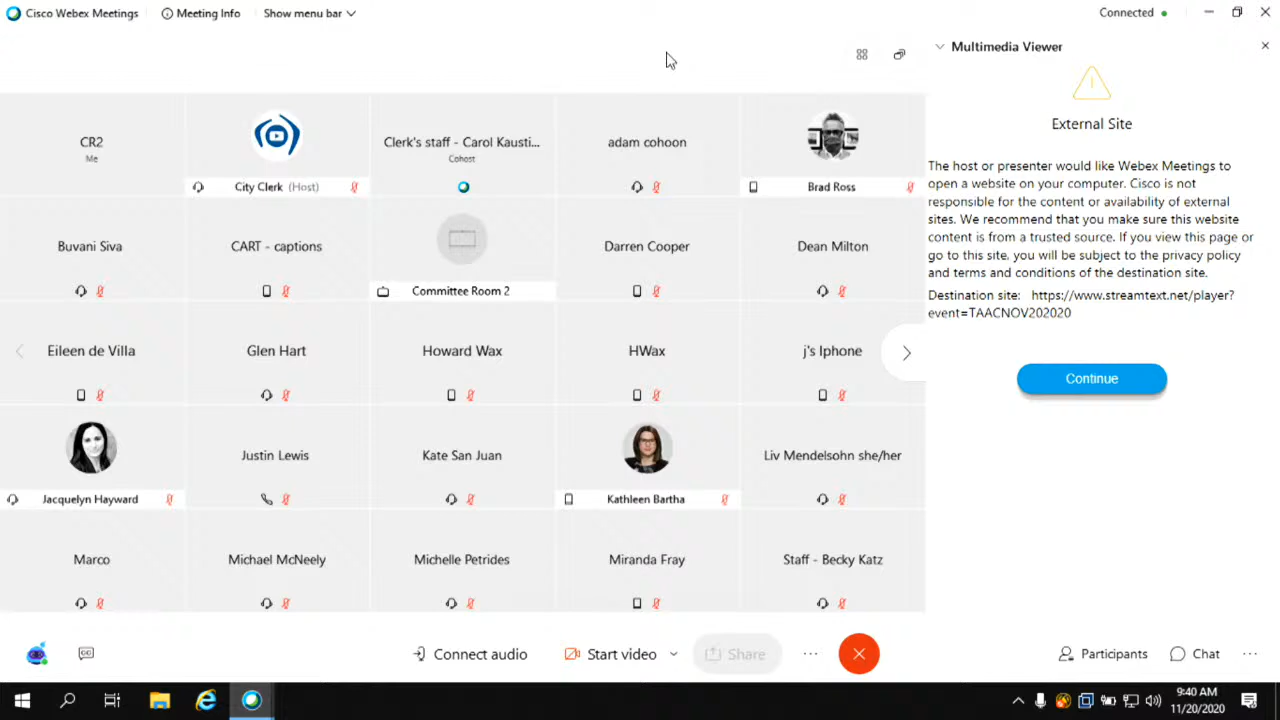 Cisco Webex Meetings
Meeting Info
Show menu bar
Connected
Multimedia Viewer
External Site
The host or presenter would like Webex Meetings to
open a website on your computer. Cisco is not
responsible for the content or availability of external
sites. We recommend that you make sure this website
content is from a trusted source. If you view this page or
go to this site, you will be subject to the privacy policy
and terms and conditions of the destination site.
Destination site: https://www.streamtext.net/player?
event=TAACNOV202020
Continue
CR2
Me
City Clerk (Host)
Clerk's staff - Carol Kausti...
Cohost
adam cohoon
Brad Ross
Buvani Siva
CART - captions
Committee Room 2
Darren Cooper
Dean Milton
Eileen de Villa
Glen Hart
Howard Wax
HWax
j's Iphone
Jacquelyn Hayward
Justin Lewis
Kate San Juan
Kathleen Bartha
Liv Mendelsohn she/her
Marco
Michael McNeely
Michelle Petrides
Miranda Fray
Staff - Becky Katz
Connect audio
Start video
Share
Participants
Chat
9:40 AM
11/20/2020